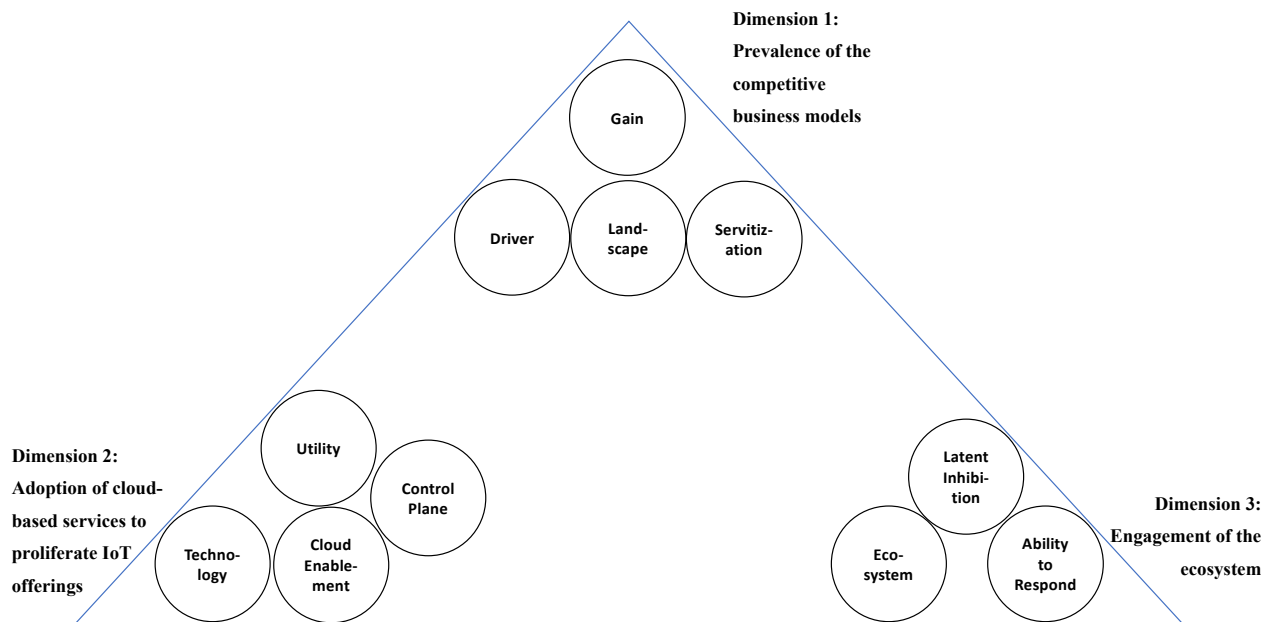 Dimension 1:
Prevalence of the
competitive
business models
Gain
Driver
Land-
scape
Servitiz-
ation
Dimension 2:
Adoption of cloud-
based services to
proliferate IoT
offerings
Utility
Control
Plane
Techno-
logy
Cloud
Enable-
ment
Latent
Inhibi-
tion
Eco-
system
Ability
to
Respond
Dimension 3:
Engagement of the
ecosystem